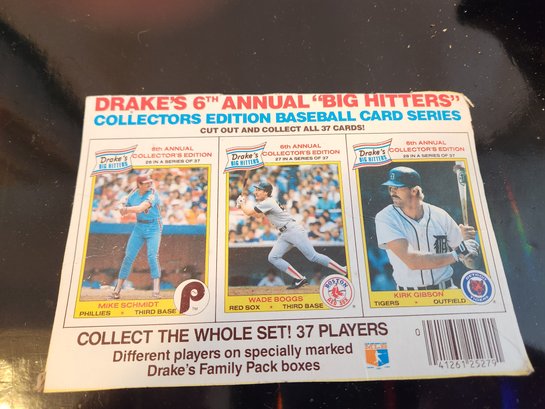 DRAKE'S 6TH ANNUAL "BIG HITTERS"
COLLECTORS EDITION BASEBALL CARD SERIES
CUT OUT AND COLLECT ALL 37 CARDS!
Drake's
BIG HITTERS
6th ANNUAL
COLLECTOR'S EDITION
26 IN A SERIES OF 37
MIKE SCHMIDT
PHILLIES • THIRD BASE
P
Drake's
BIG HITTERS
6th ANNUAL
COLLECTOR'S EDITION
27 IN A SERIES OF 37
WADE BOGGS
RED SOX • THIRD BASE
BOSTON
RED SOX
Drake's
BIG HITTERS
6th ANNUAL
COLLECTOR'S EDITION
28 IN A SERIES OF 37
KIRK GIBSON
TIGERS • OUTFIELD
COLLECT THE WHOLE SET! 37 PLAYERS
Different players on specially marked
Drake's Family Pack boxes
0
41261 25279